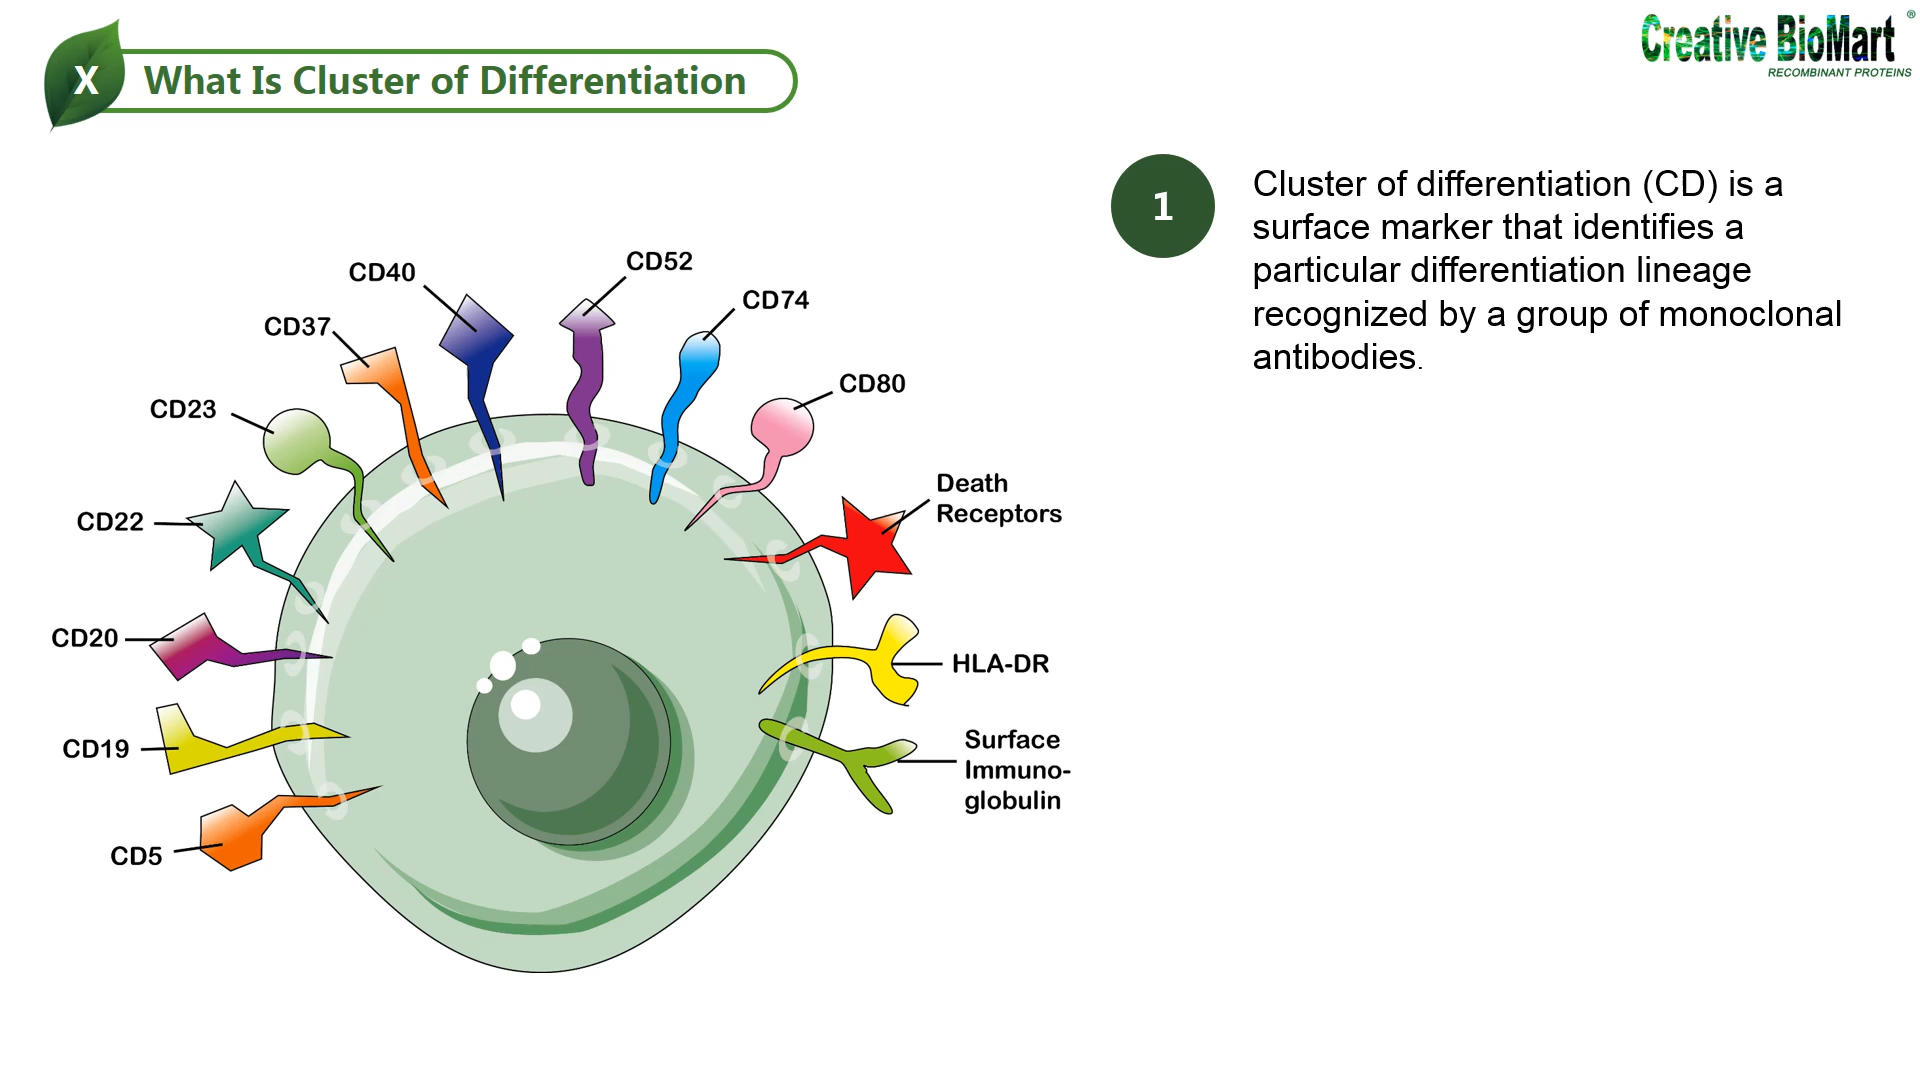 X
What Is Cluster of Differentiation
Creative BioMart ®
RECOMBINANT PROTEINS
1
Cluster of differentiation (CD) is a
surface marker that identifies a
particular differentiation lineage
recognized by a group of monoclonal
antibodies.
CD52
CD40
CD74
CD37
CD80
CD23
Death
Receptors
CD22
CD20
HLA-DR
CD19
Surface
Immuno-
globulin
CD5